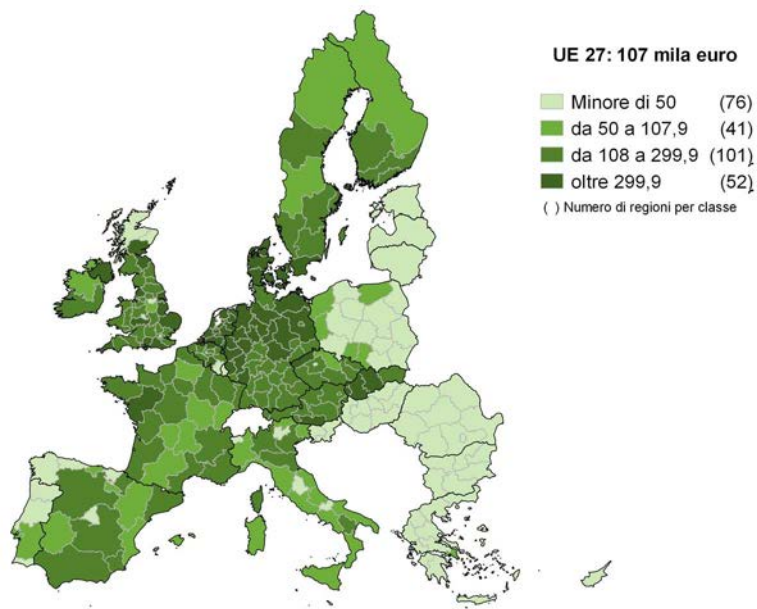 UE 27: 107 mila euro
Minore di 50 (76)
da 50 a 107,9 (41)
da 108 a 299,9 (101)
oltre 299,9 (52)
( ) Numero di regioni per classe